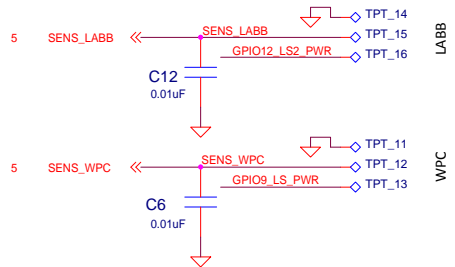 TPT_14
5 SENS_LABB SENS_LABB TPT_15
GPIO12_LS2_PWR TPT_16
LABB
C12
0.01uF
TPT_11
5 SENS_WPC SENS_WPC TPT_12
GPIO9_LS_PWR TPT_13
WPC
C6
0.01uF